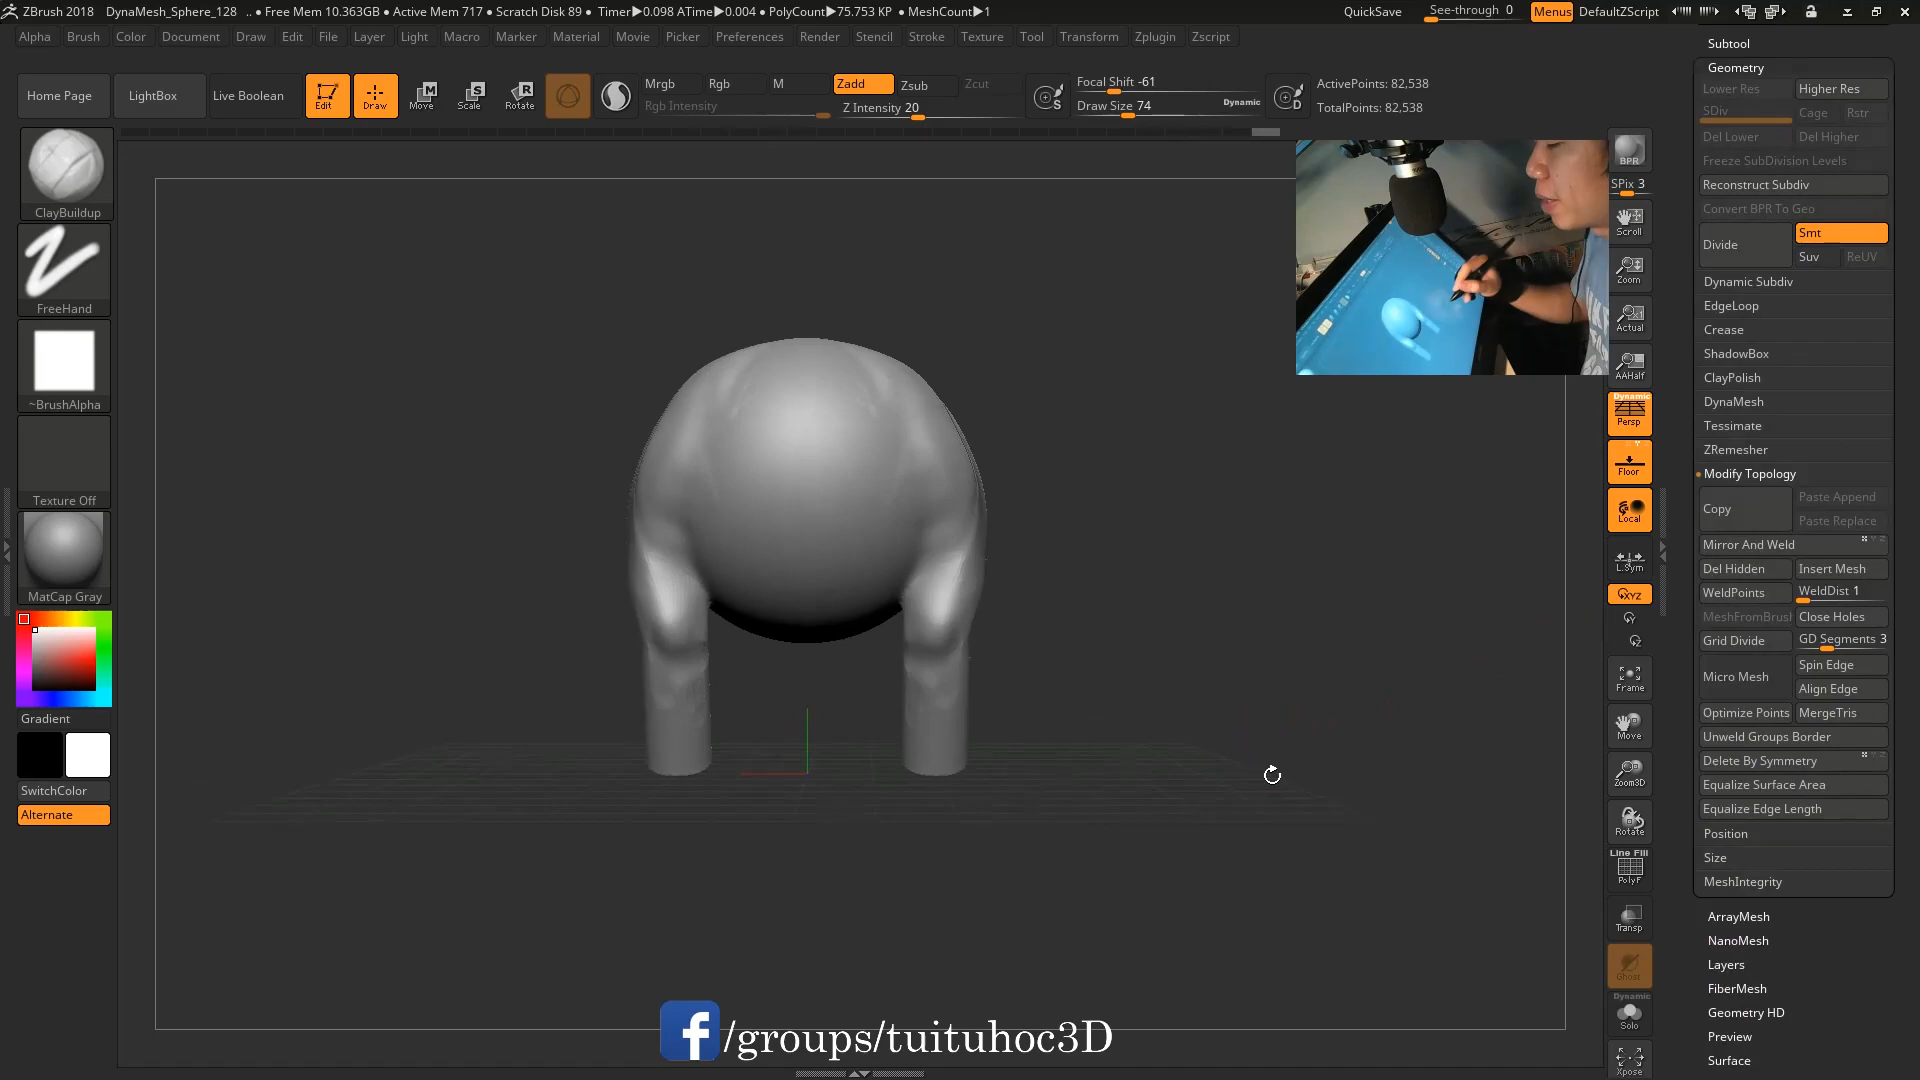 ZBrush 2018 DynaMesh_Sphere_128 .. • Free Mem 10.363GB • Active Mem 717 • Scratch Disk 89 • Timer▶0.098 ATime▶0.004 • PolyCount▶75.753 KP • MeshCount▶1 QuickSave See-through 0 Menus DefaultZScript
Alpha Brush Color Document Draw Edit File Layer Light Macro Marker Material Movie Picker Preferences Render Stencil Stroke Texture Tool Transform Zplugin Zscript
Home Page LightBox Live Boolean Edit Draw Move Scale Rotate
Mrgb Rgb M Zadd Zsub Zcut
Rgb Intensity Z Intensity 20
Focal Shift -61
Draw Size 74 Dynamic
ActivePoints: 82,538
TotalPoints: 82,538
ClayBuildup
FreeHand
~BrushAlpha
Texture Off
MatCap Gray
Gradient
SwitchColor
Alternate
/groups/tuituhoc3D
BPR
SPix 3
Scroll
Zoom
Actual
AAHalf
Dynamic
Persp
Floor
Local
L.Sym
XYZ
Frame
Move
Zoom3D
Rotate
Line Fill
PolyF
Transp
Ghost
Dynamic
Solo
Xpose
Subtool
Geometry
Lower Res Higher Res
SDiv Cage Rstr
Del Lower Del Higher
Freeze SubDivision Levels
Reconstruct Subdiv
Convert BPR To Geo
Divide Smt
Suv ReUV
Dynamic Subdiv
EdgeLoop
Crease
ShadowBox
ClayPolish
DynaMesh
Tessimate
ZRemesher
Modify Topology
Copy Paste Append
Paste Replace
Mirror And Weld
Del Hidden Insert Mesh
WeldPoints WeldDist 1
MeshFromBrush Close Holes
Grid Divide GD Segments 3
Micro Mesh Spin Edge
Align Edge
Optimize Points MergeTris
Unweld Groups Border
Delete By Symmetry
Equalize Surface Area
Equalize Edge Length
Position
Size
MeshIntegrity
ArrayMesh
NanoMesh
Layers
FiberMesh
Geometry HD
Preview
Surface